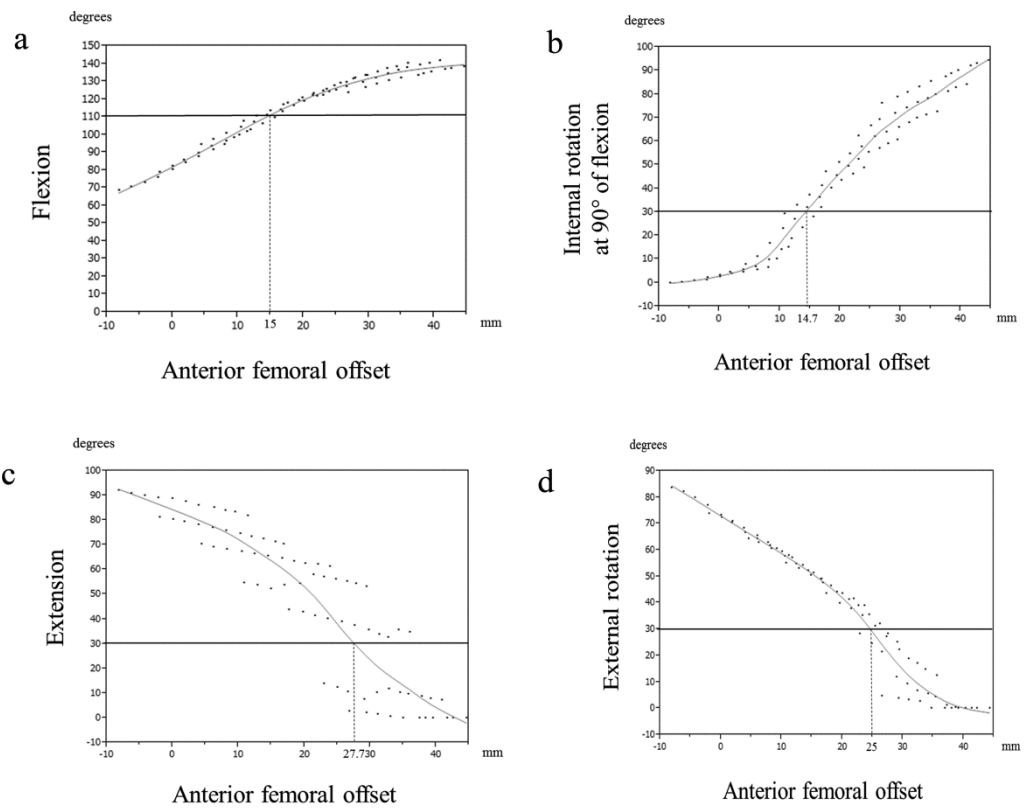 degrees
a
150
140
130
120
110
100
90
80
70
60
50
40
30
20
10
0
Flexion
-10 0 10 15 20 30 40 mm
Anterior femoral offset
degrees
b
100
90
80
70
60
50
40
30
20
10
0
-10
Internal rotation
at 90° of flexion
-10 0 10 14.7 20 30 40 mm
Anterior femoral offset
degrees
c
100
90
80
70
60
50
40
30
20
10
0
-10
Extension
-10 0 10 20 27.730 40 mm
Anterior femoral offset
degrees
d
90
80
70
60
50
40
30
20
10
0
-10
External rotation
-10 0 10 20 25 30 40 mm
Anterior femoral offset